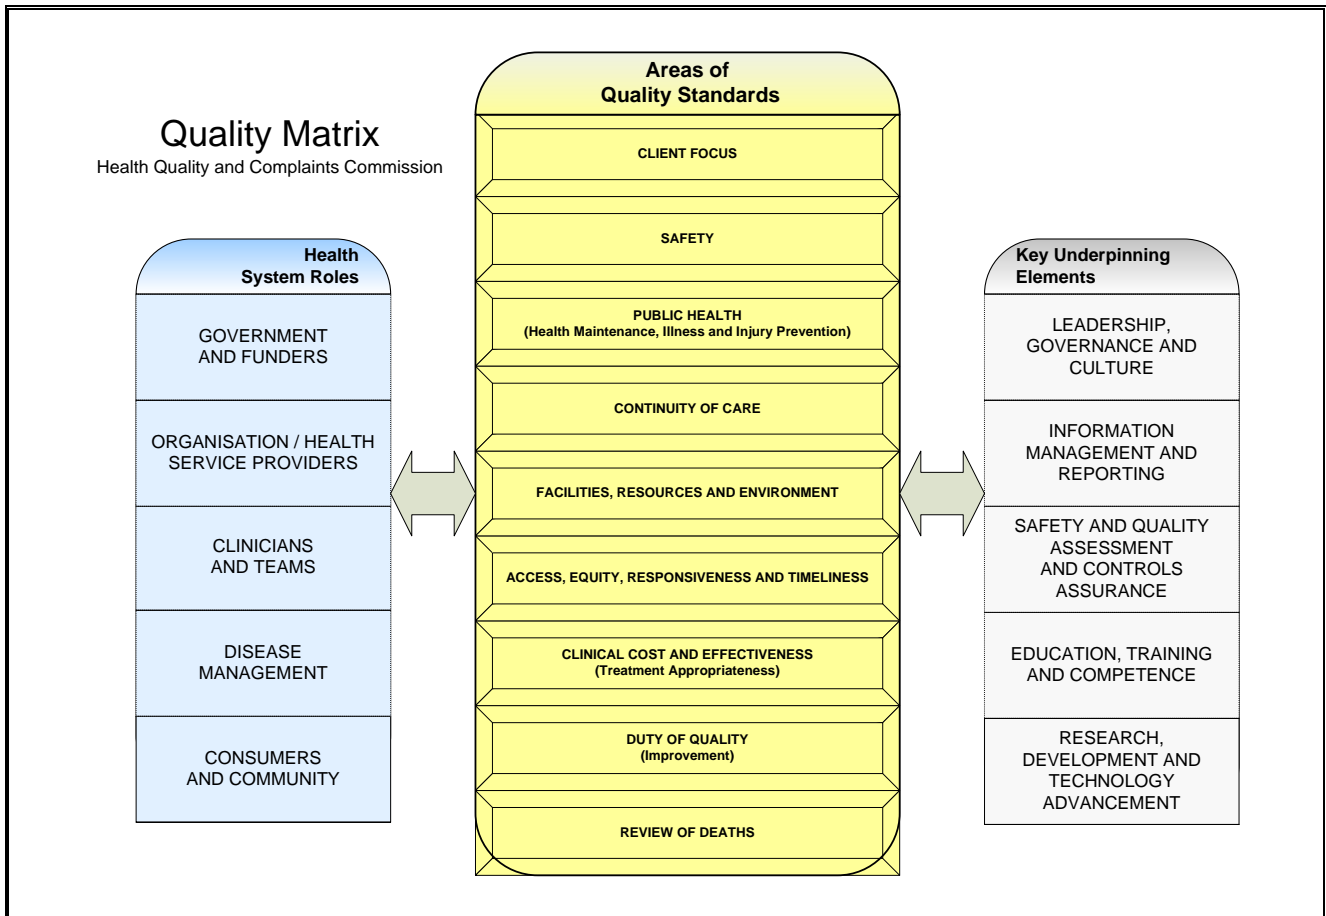 Quality Matrix
Health Quality and Complaints Commission
Health
System Roles
GOVERNMENT
AND FUNDERS
ORGANISATION / HEALTH
SERVICE PROVIDERS
CLINICIANS
AND TEAMS
DISEASE
MANAGEMENT
CONSUMERS
AND COMMUNITY
Areas of
Quality Standards
CLIENT FOCUS
SAFETY
PUBLIC HEALTH
(Health Maintenance, Illness and Injury Prevention)
CONTINUITY OF CARE
FACILITIES, RESOURCES AND ENVIRONMENT
ACCESS, EQUITY, RESPONSIVENESS AND TIMELINESS
CLINICAL COST AND EFFECTIVENESS
(Treatment Appropriateness)
DUTY OF QUALITY
(Improvement)
REVIEW OF DEATHS
Key Underpinning
Elements
LEADERSHIP,
GOVERNANCE AND
CULTURE
INFORMATION
MANAGEMENT AND
REPORTING
SAFETY AND QUALITY
ASSESSMENT
AND CONTROLS
ASSURANCE
EDUCATION, TRAINING
AND COMPETENCE
RESEARCH,
DEVELOPMENT AND
TECHNOLOGY
ADVANCEMENT